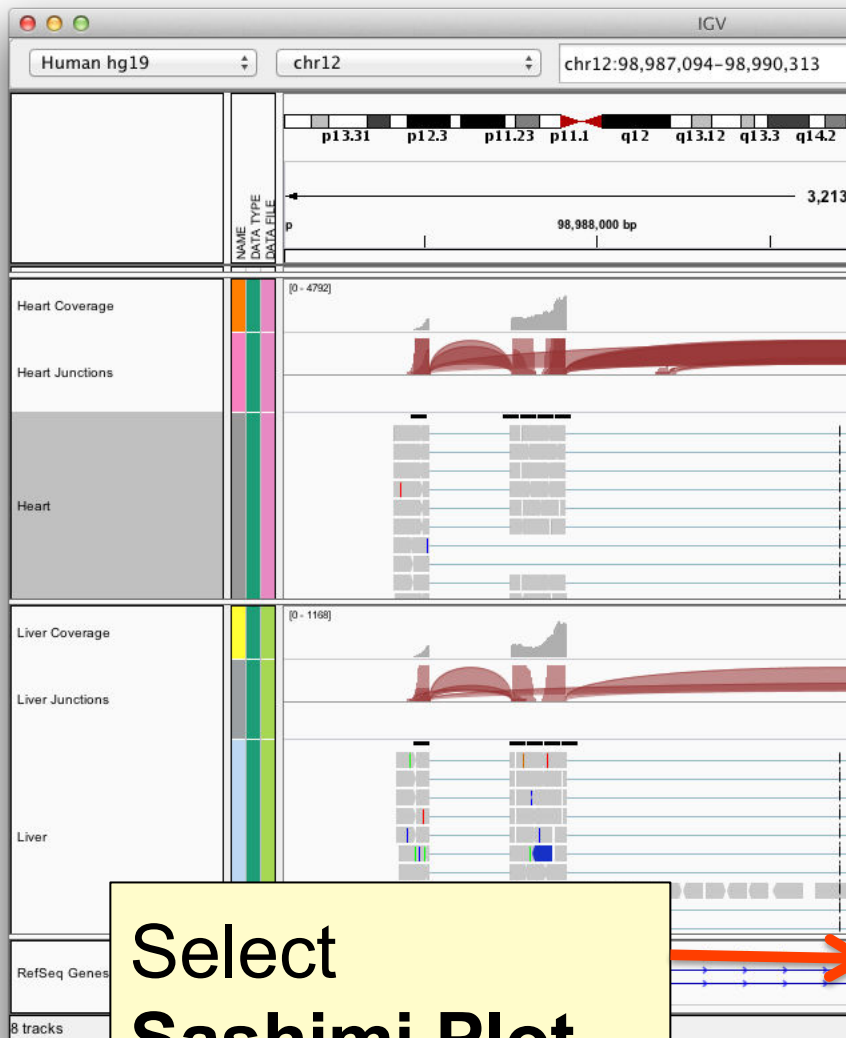 IGV
Human hg19
chr12
chr12:98,987,094-98,990,313
p13.31 p12.3 p11.23 p11.1 q12 q13.12 q13.3 q14.2
3,213
NAME
DATA TYPE
DATA FILE
p
98,988,000 bp
[0 - 4792]
Heart Coverage
Heart Junctions
Heart
[0 - 1168]
Liver Coverage
Liver Junctions
Liver
Select
Sashimi Plot
RefSeq Genes
8 tracks